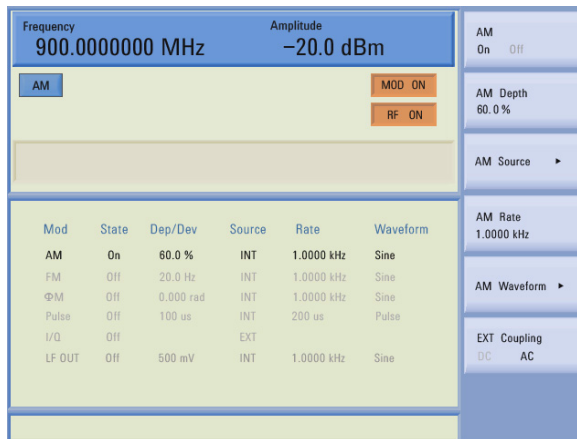 Frequency
900.0000000 MHz
Amplitude
−20.0 dBm
AM
MOD ON
RF ON
Mod State Dep/Dev Source Rate Waveform
AM On 60.0 % INT 1.0000 kHz Sine
FM Off 20.0 Hz INT 1.0000 kHz Sine
ΦM Off 0.000 rad INT 1.0000 kHz Sine
Pulse Off 100 us INT 200 us Pulse
I/Q Off EXT
LF OUT Off 500 mV INT 1.0000 kHz Sine
AM
On Off
AM Depth
60.0 %
AM Source ►
AM Rate
1.0000 kHz
AM Waveform ►
EXT Coupling
DC AC